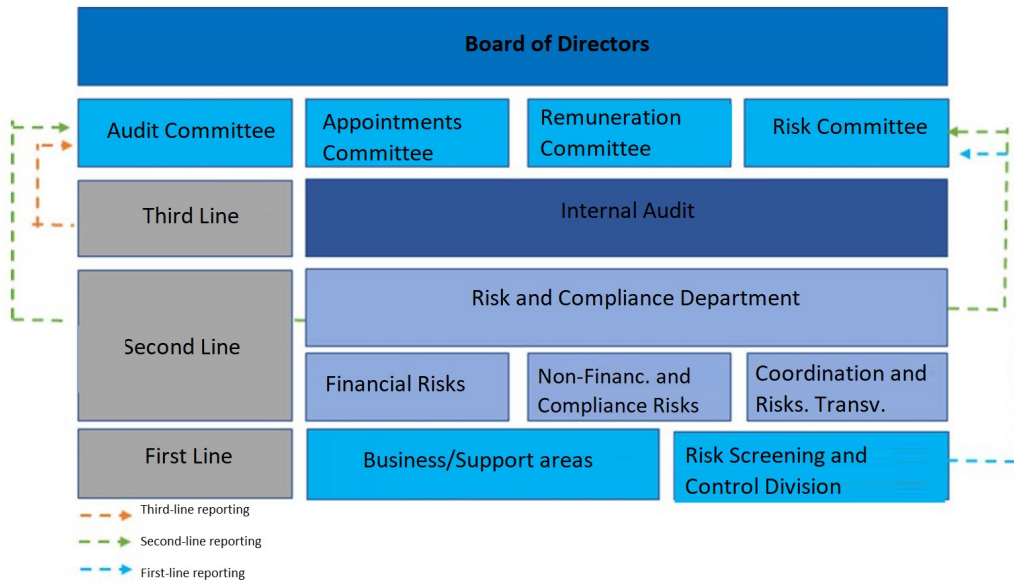 Board of Directors
Audit Committee
Appointments
Committee
Remuneration
Committee
Risk Committee
Third Line
Internal Audit
Second Line
Risk and Compliance Department
Financial Risks
Non-Financ. and
Compliance Risks
Coordination and
Risks. Transv.
First Line
Business/Support areas
Risk Screening and
Control Division
Third-line reporting
Second-line reporting
First-line reporting